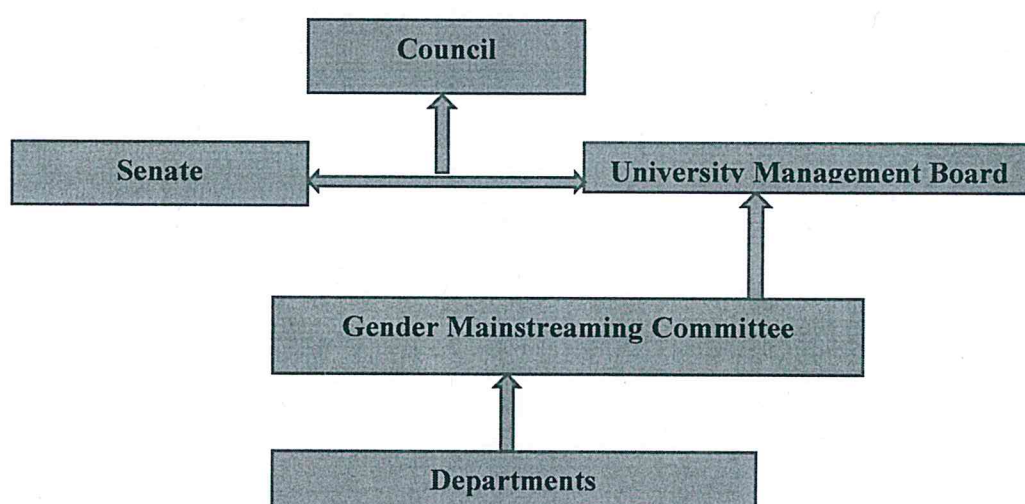 Council
Senate
University Management Board
Gender Mainstreaming Committee
Departments